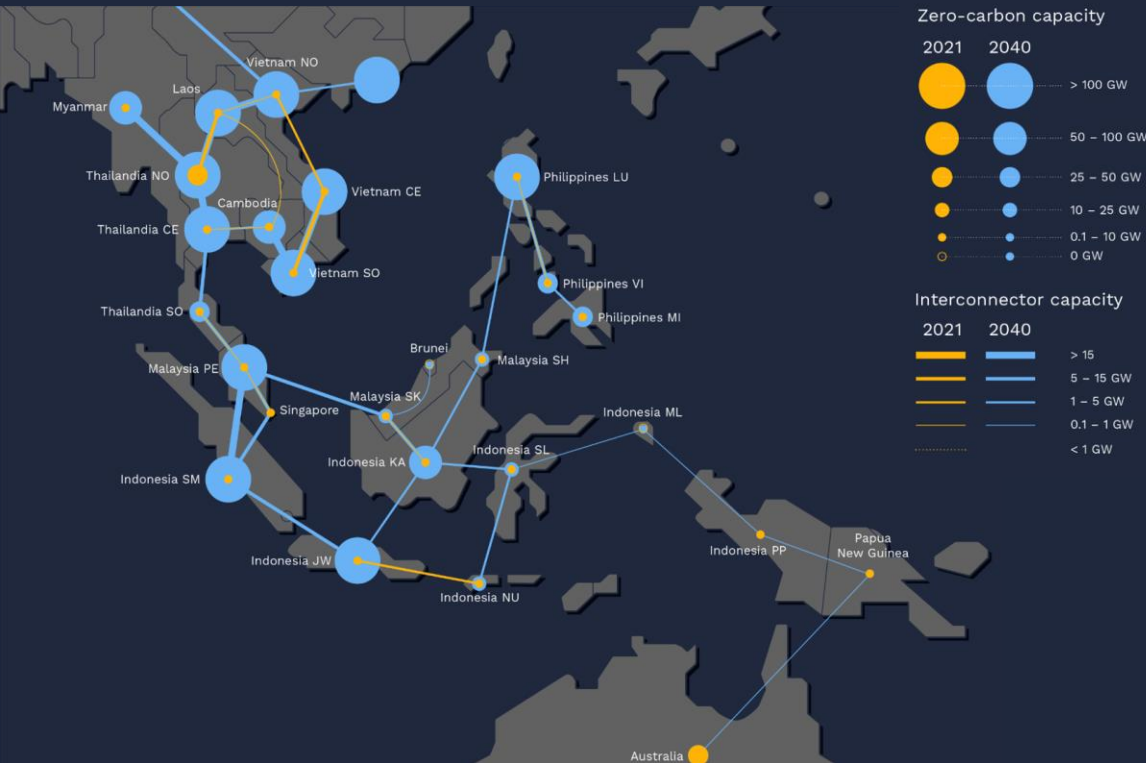 Zero-carbon capacity
2021 2040
> 100 GW
50 – 100 GW
25 – 50 GW
10 – 25 GW
0.1 – 10 GW
0 GW
Interconnector capacity
2021 2040
> 15
5 – 15 GW
1 – 5 GW
0.1 – 1 GW
< 1 GW
Vietnam NO
Laos
Myanmar
Thailandia NO
Vietnam CE
Cambodia
Thailandia CE
Vietnam SO
Thailandia SO
Philippines LU
Philippines VI
Philippines MI
Brunei
Malaysia SH
Malaysia PE
Malaysia SK
Singapore
Indonesia ML
Indonesia KA
Indonesia SL
Indonesia SM
Indonesia JW
Indonesia NU
Indonesia PP
Papua
New Guinea
Australia